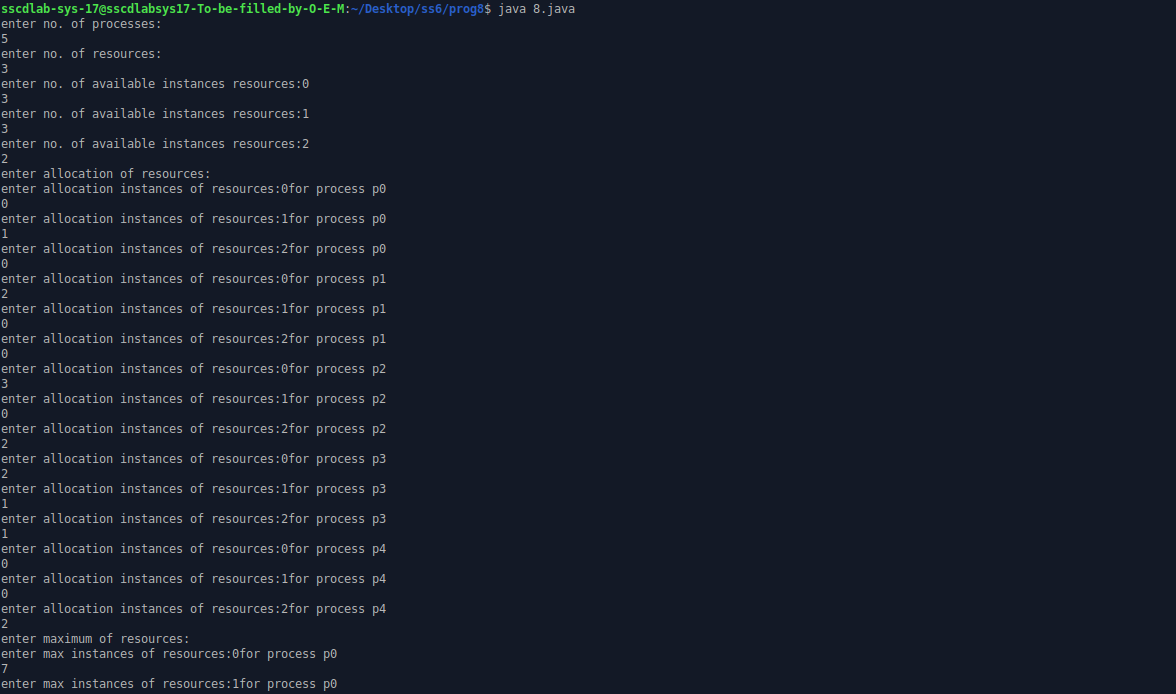 sscdlab-sys-17@sscdlabsys17-To-be-filled-by-O-E-M:~/Desktop/ss6/prog8$ java 8.java
enter no. of processes:
5
enter no. of resources:
3
enter no. of available instances resources:0
3
enter no. of available instances resources:1
3
enter no. of available instances resources:2
2
enter allocation of resources:
enter allocation instances of resources:0for process p0
0
enter allocation instances of resources:1for process p0
1
enter allocation instances of resources:2for process p0
0
enter allocation instances of resources:0for process p1
2
enter allocation instances of resources:1for process p1
0
enter allocation instances of resources:2for process p1
0
enter allocation instances of resources:0for process p2
3
enter allocation instances of resources:1for process p2
0
enter allocation instances of resources:2for process p2
2
enter allocation instances of resources:0for process p3
2
enter allocation instances of resources:1for process p3
1
enter allocation instances of resources:2for process p3
1
enter allocation instances of resources:0for process p4
0
enter allocation instances of resources:1for process p4
0
enter allocation instances of resources:2for process p4
2
enter maximum of resources:
enter max instances of resources:0for process p0
7
enter max instances of resources:1for process p0